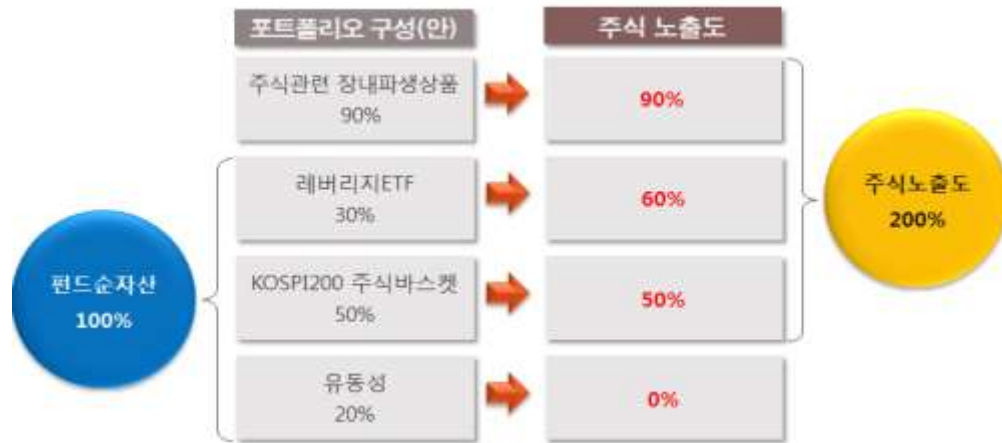 포트폴리오 구성(안)
주식 노출도
주식관련 장내파생상품
90%
90%
레버리지ETF
30%
60%
KOSPI200 주식바스켓
50%
50%
유동성
20%
0%
펀드순자산
100%
주식노출도
200%